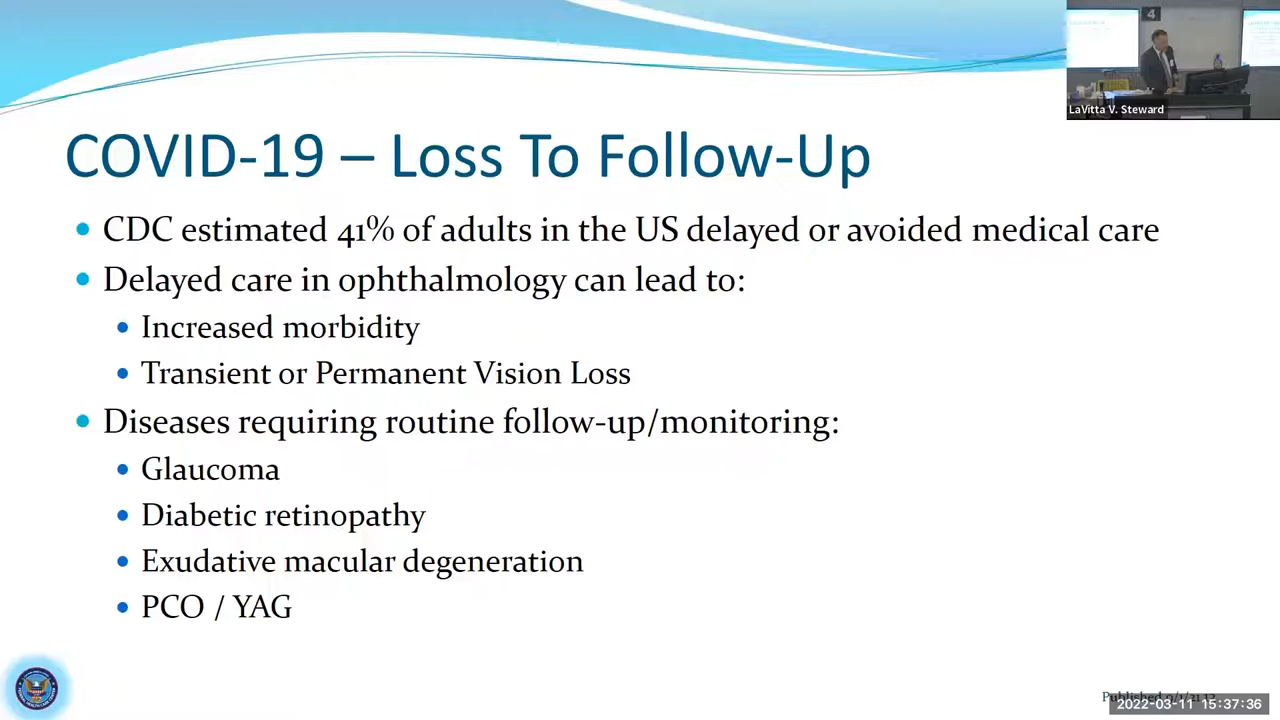 4
LaVitta V. Steward
COVID-19 – Loss To Follow-Up
CDC estimated 41% of adults in the US delayed or avoided medical care
Delayed care in ophthalmology can lead to:
Increased morbidity
Transient or Permanent Vision Loss
Diseases requiring routine follow-up/monitoring:
Glaucoma
Diabetic retinopathy
Exudative macular degeneration
PCO / YAG
Published
2022-03-11 15:37:36